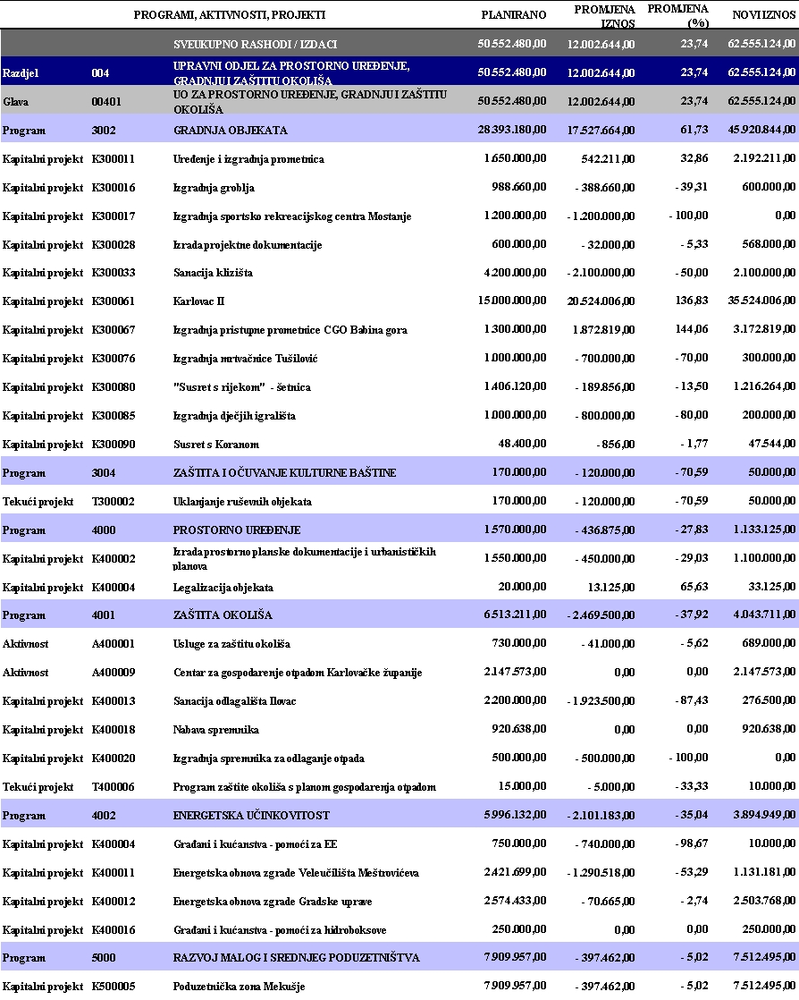 PROGRAMI, AKTIVNOSTI, PROJEKTI PLANIRANO PROMJENA IZNOS PROMJENA (%) NOVI IZNOS
SVEUKUPNO RASHODI / IZDACI 50.552.480,00 12.002.644,00 23,74 62.555.124,00
Razdjel 004 UPRAVNI ODJEL ZA PROSTORNO UREĐENJE, GRADNJU I ZAŠTITU OKOLIŠA 50.552.480,00 12.002.644,00 23,74 62.555.124,00
Glava 00401 UO ZA PROSTORNO UREĐENJE, GRADNJU I ZAŠTITU OKOLIŠA 50.552.480,00 12.002.644,00 23,74 62.555.124,00
Program 3002 GRADNJA OBJEKATA 28.393.180,00 17.527.664,00 61,73 45.920.844,00
Kapitalni projekt K300011 Uređenje i izgradnja prometnica 1.650.000,00 542.211,00 32,86 2.192.211,00
Kapitalni projekt K300016 Izgradnja groblja 988.660,00 - 388.660,00 - 39,31 600.000,00
Kapitalni projekt K300017 Izgradnja sportsko rekreacijskog centra Mostanje 1.200.000,00 - 1.200.000,00 - 100,00 0,00
Kapitalni projekt K300028 Izrada projektne dokumentacije 600.000,00 - 32.000,00 - 5,33 568.000,00
Kapitalni projekt K300033 Sanacija klizišta 4.200.000,00 - 2.100.000,00 - 50,00 2.100.000,00
Kapitalni projekt K300061 Karlovac II 15.000.000,00 20.524.006,00 136,83 35.524.006,00
Kapitalni projekt K300067 Izgradnja pristupne prometnice CGO Babina gora 1.300.000,00 1.872.819,00 144,06 3.172.819,00
Kapitalni projekt K300076 Izgradnja mrtvačnice Tušilović 1.000.000,00 - 700.000,00 - 70,00 300.000,00
Kapitalni projekt K300080 "Susret s rijekom" - šetnica 1.406.120,00 - 189.856,00 - 13,50 1.216.264,00
Kapitalni projekt K300085 Izgradnja dječjih igrališta 1.000.000,00 - 800.000,00 - 80,00 200.000,00
Kapitalni projekt K300090 Susret s Koranom 48.400,00 - 856,00 - 1,77 47.544,00
Program 3004 ZAŠTITA I OČUVANJE KULTURNE BAŠTINE 170.000,00 - 120.000,00 - 70,59 50.000,00
Tekući projekt T300002 Uklanjanje ruševnih objekata 170.000,00 - 120.000,00 - 70,59 50.000,00
Program 4000 PROSTORNO UREĐENJE 1.570.000,00 - 436.875,00 - 27,83 1.133.125,00
Kapitalni projekt K400002 Izrada prostorno planske dokumentacije i urbanističkih planova 1.550.000,00 - 450.000,00 - 29,03 1.100.000,00
Kapitalni projekt K400004 Legalizacija objekata 20.000,00 13.125,00 65,63 33.125,00
Program 4001 ZAŠTITA OKOLIŠA 6.513.211,00 - 2.469.500,00 - 37,92 4.043.711,00
Aktivnost A400001 Usluge za zaštitu okoliša 730.000,00 - 41.000,00 - 5,62 689.000,00
Aktivnost A400009 Centar za gospodarenje otpadom Karlovačke županije 2.147.573,00 0,00 0,00 2.147.573,00
Kapitalni projekt K400013 Sanacija odlagališta Ilovac 2.200.000,00 - 1.923.500,00 - 87,43 276.500,00
Kapitalni projekt K400018 Nabava spremnika 920.638,00 0,00 0,00 920.638,00
Kapitalni projekt K400020 Izgradnja spremnika za odlaganje otpada 500.000,00 - 500.000,00 - 100,00 0,00
Tekući projekt T400006 Program zaštite okoliša s planom gospodarenja otpadom 15.000,00 - 5.000,00 - 33,33 10.000,00
Program 4002 ENERGETSKA UČINKOVITOST 5.996.132,00 - 2.101.183,00 - 35,04 3.894.949,00
Kapitalni projekt K400004 Građani i kućanstva - pomoći za EE 750.000,00 - 740.000,00 - 98,67 10.000,00
Kapitalni projekt K400011 Energetska obnova zgrade Veleučilišta Meštrovićeva 2.421.699,00 - 1.290.518,00 - 53,29 1.131.181,00
Kapitalni projekt K400012 Energetska obnova zgrade Gradske uprave 2.574.433,00 - 70.665,00 - 2,74 2.503.768,00
Kapitalni projekt K400016 Građani i kućanstva - pomoći za hidroboksove 250.000,00 0,00 0,00 250.000,00
Program 5000 RAZVOJ MALOG I SREDNJEG PODUZETNIŠTVA 7.909.957,00 - 397.462,00 - 5,02 7.512.495,00
Kapitalni projekt K500005 Poduzetnička zona Mekušje 7.909.957,00 - 397.462,00 - 5,02 7.512.495,00